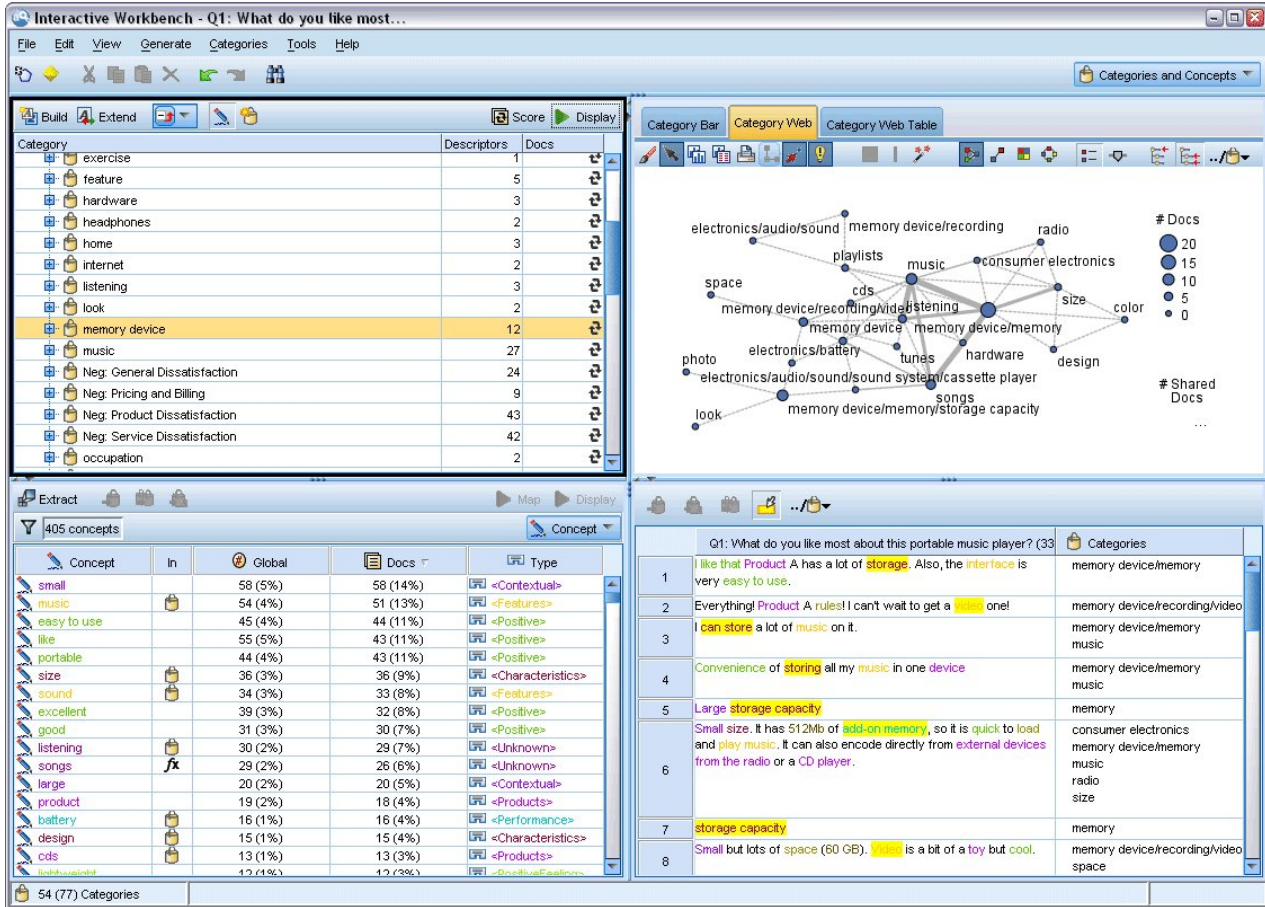 Interactive Workbench - Q1: What do you like most...
File Edit View Generate Categories Tools Help
Categories and Concepts
Build Extend Score Display
Category Descriptors Docs
exercise 1
feature 5
hardware 3
headphones 2
home 3
internet 2
listening 3
look 2
memory device 12
music 27
Neg: General Dissatisfaction 24
Neg: Pricing and Billing 9
Neg: Product Dissatisfaction 43
Neg: Service Dissatisfaction 42
occupation 2
Category Bar Category Web Category Web Table
../
electronics/audio/sound
memory device/recording
radio
playlists
music
consumer electronics
space
cds
size
memory device/recording/video
listening
color
memory device
memory device/memory
electronics/battery
tunes
hardware
design
photo
electronics/audio/sound/sound system/cassette player
songs
look
memory device/memory/storage capacity
# Docs
20
15
10
5
0
# Shared
Docs
...
Extract Map Display
405 concepts Concept
Concept In Global Docs Type
small 58 (5%) 58 (14%) <Contextual>
music 54 (4%) 51 (13%) <Features>
easy to use 45 (4%) 44 (11%) <Positive>
like 55 (5%) 43 (11%) <Positive>
portable 44 (4%) 43 (11%) <Positive>
size 36 (3%) 36 (9%) <Characteristics>
sound 34 (3%) 33 (8%) <Features>
excellent 39 (3%) 32 (8%) <Positive>
good 31 (3%) 30 (7%) <Positive>
listening 30 (2%) 29 (7%) <Unknown>
songs fx 29 (2%) 26 (6%) <Unknown>
large 20 (2%) 20 (5%) <Contextual>
product 19 (2%) 18 (4%) <Products>
battery 16 (1%) 16 (4%) <Performance>
design 15 (1%) 15 (4%) <Characteristics>
cds 13 (1%) 13 (3%) <Products>
lightweight 12 (1%) 12 (3%) <PositiveFeeling>
../
Q1: What do you like most about this portable music player? (33 Categories
1 I like that Product A has a lot of storage. Also, the interface is memory device/memory
very easy to use.
2 Everything! Product A rules! I can't wait to get a video one! memory device/recording/video
3 I can store a lot of music on it. memory device/memory
music
4 Convenience of storing all my music in one device memory device/memory
music
5 Large storage capacity memory
6 Small size. It has 512Mb of add-on memory, so it is quick to load consumer electronics
and play music. It can also encode directly from external devices memory device/memory
from the radio or a CD player. music
radio
size
7 storage capacity memory
8 Small but lots of space (60 GB). Video is a bit of a toy but cool. memory device/recording/video
space
54 (77) Categories